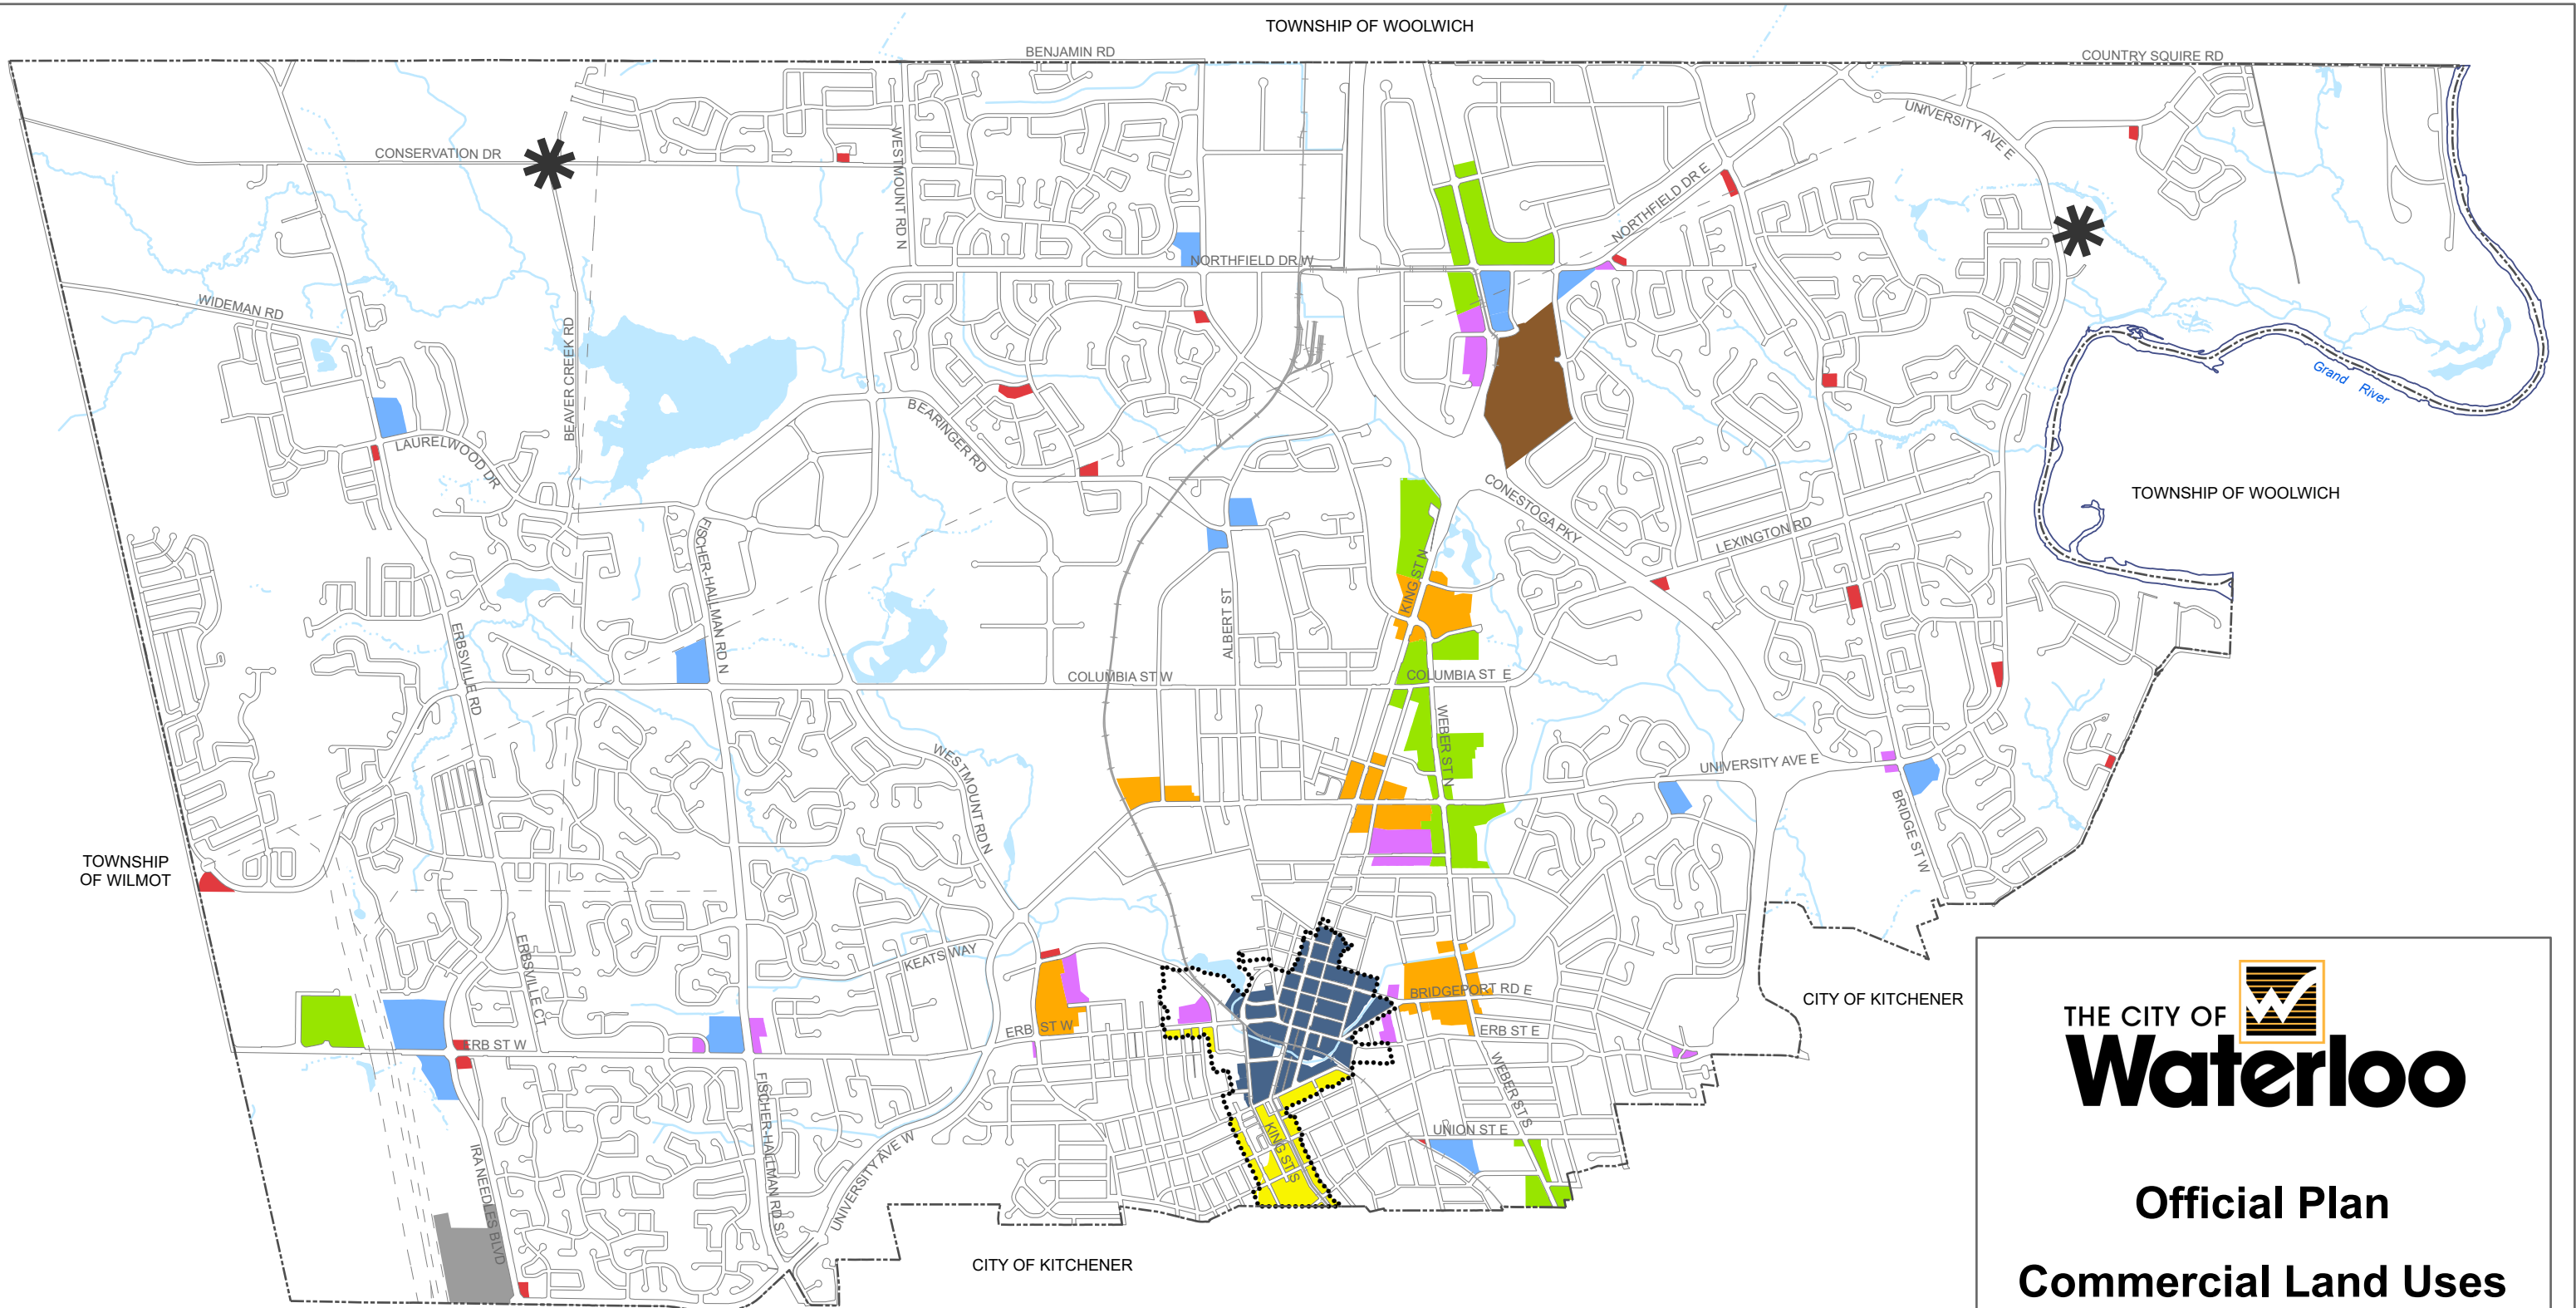 TOWNSHIP OF WOOLWICH
BENJAMIN RD
COUNTRY SQUIRE RD
UNIVERSITY AVE E
CONSERVATION DR
WESTMOUNT RD N
NORTHFIELD DR E
NORTHFIELD DR W
WIDEMAN RD
BEAVER CREEK RD
Grand River
BEARINGER RD
LAURELWOOD DR
CONESTOGA PKY
TOWNSHIP OF WOOLWICH
LEXINGTON RD
FISCHER-HALLMAN RD N
KING ST N
ALBERT ST
ERBSVILLE RD
COLUMBIA ST W
COLUMBIA ST E
WEBER ST N
WESTMOUNT RD N
UNIVERSITY AVE E
BRIDGE ST W
TOWNSHIP
OF WILMOT
ERBSVILLE CT
KEATS WAY
BRIDGEPORT RD E
CITY OF KITCHENER
ERB ST W
ERB ST E
ERB ST W
WEBER ST S
FISCHER-HALLMAN RD S
UNION ST E
KING ST S
UNIVERSITY AVE W
IRA NEEDLES BLVD
CITY OF KITCHENER
THE CITY OF
Waterloo
Official Plan
Commercial Land Uses